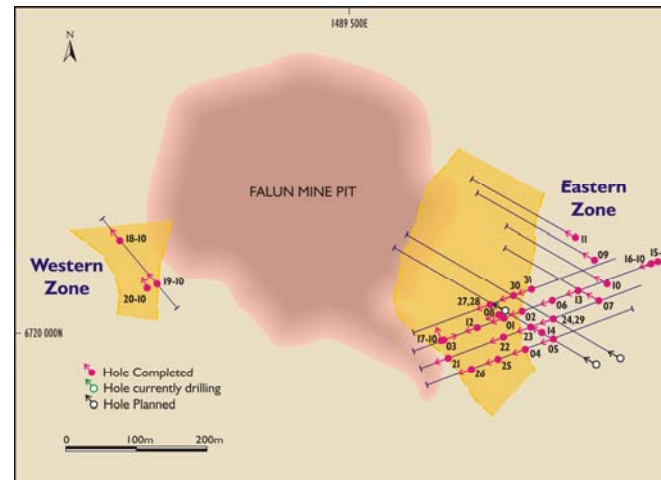 1489 500E
N
FALUN MINE PIT
Eastern
Zone
11
09
16-10
15-
18-10
Western
Zone
19-10
20-10
31
30
27,28
13
10
07
06
08
02
01
24,29
12
23
14
6720 000N
17-10
03
22
05
04
21
25
26
Hole Completed
Hole currently drilling
Hole Planned
0 100m 200m